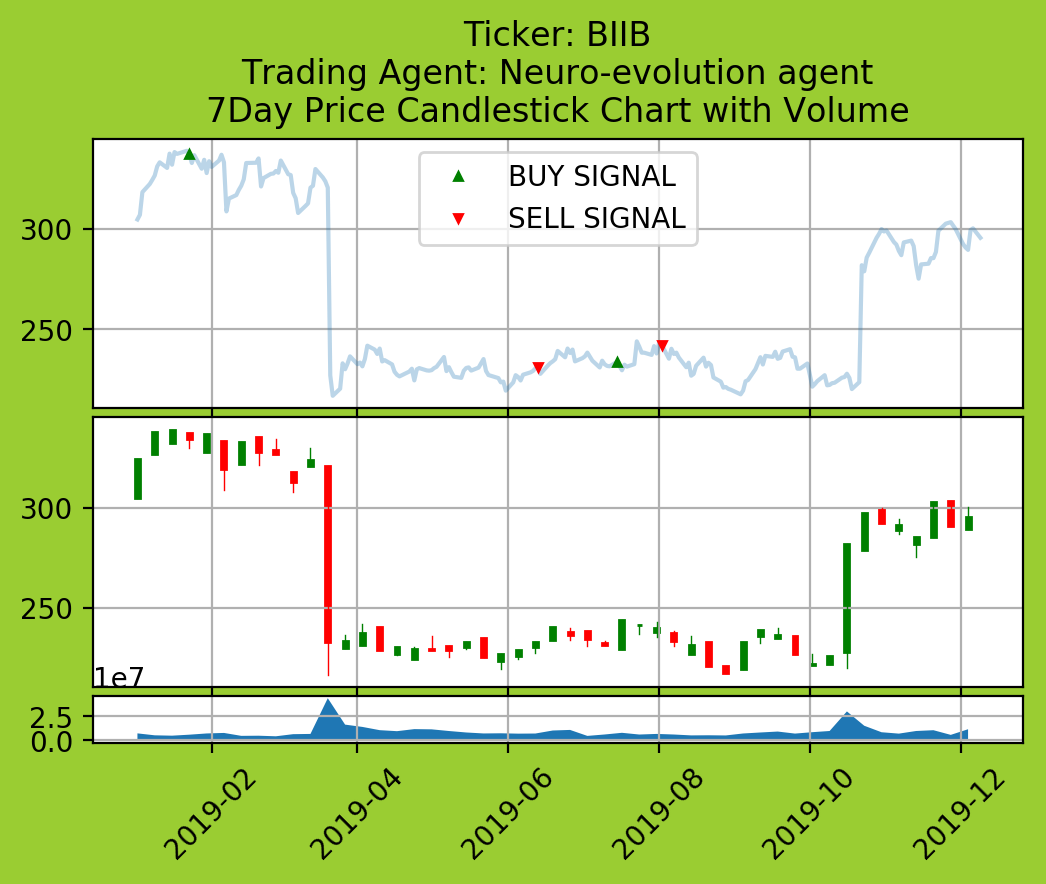 Ticker: BIIB
Trading Agent: Neuro-evolution agent
7Day Price Candlestick Chart with Volume
BUY SIGNAL
SELL SIGNAL
300
250
300
250
1e7
2.5
0.0
2019-02
2019-04
2019-06
2019-08
2019-10
2019-12